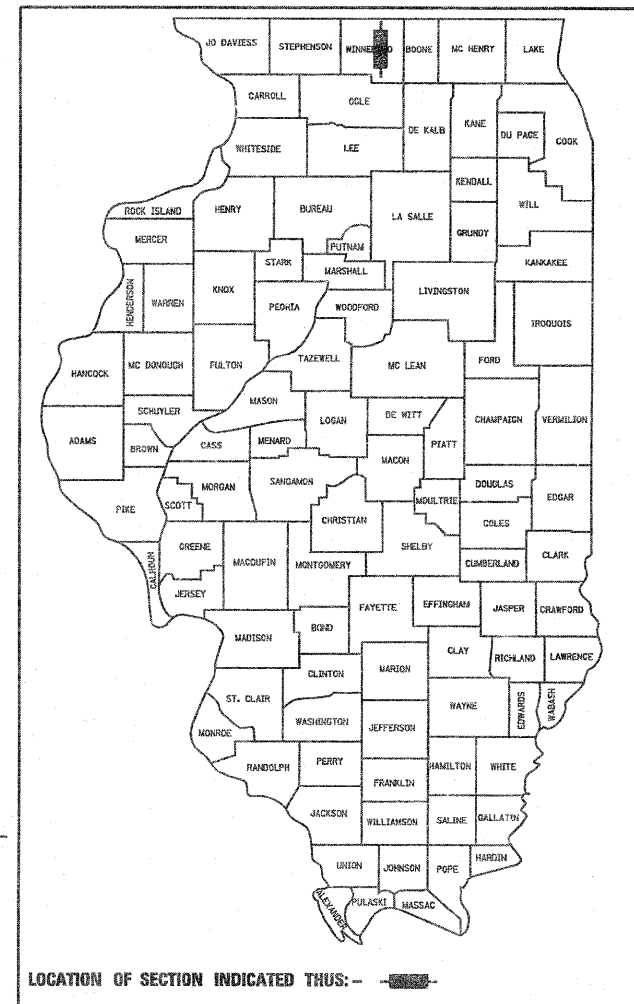 JO DAVIESS STEPHENSON WINNEBAGO BOONE MC HENRY LAKE
CARROLL OGLE DE KALB KANE DU PAGE COOK
WHITESIDE LEE
KENDALL
ROCK ISLAND HENRY BUREAU LA SALLE GRUNDY WILL
MERCER PUTNAM
STARK MARSHALL KANKAKEE
HENDERSON WARREN KNOX PEORIA WOODFORD LIVINGSTON IROQUOIS
HANCOCK MC DONOUGH FULTON TAZEWELL MC LEAN FORD
MASON
SCHUYLER LOGAN DE WITT CHAMPAIGN VERMILION
ADAMS BROWN CASS MENARD MACON PIATT
PIKE SCOTT MORGAN SANGAMON MOULTRIE DOUGLAS EDGAR
CHRISTIAN COLES
CALHOUN GREENE MACOUPIN MONTGOMERY SHELBY CUMBERLAND CLARK
JERSEY FAYETTE EFFINGHAM JASPER CRAWFORD
MADISON BOND
CLAY RICHLAND LAWRENCE
CLINTON MARION
ST. CLAIR WASHINGTON WAYNE EDWARDS WABASH
MONROE JEFFERSON
RANDOLPH PERRY HAMILTON WHITE
FRANKLIN
JACKSON WILLIAMSON SALINE GALLATIN
UNION JOHNSON POPE HARDIN
ALEXANDER PULASKI MASSAC
LOCATION OF SECTION INDICATED THUS: -